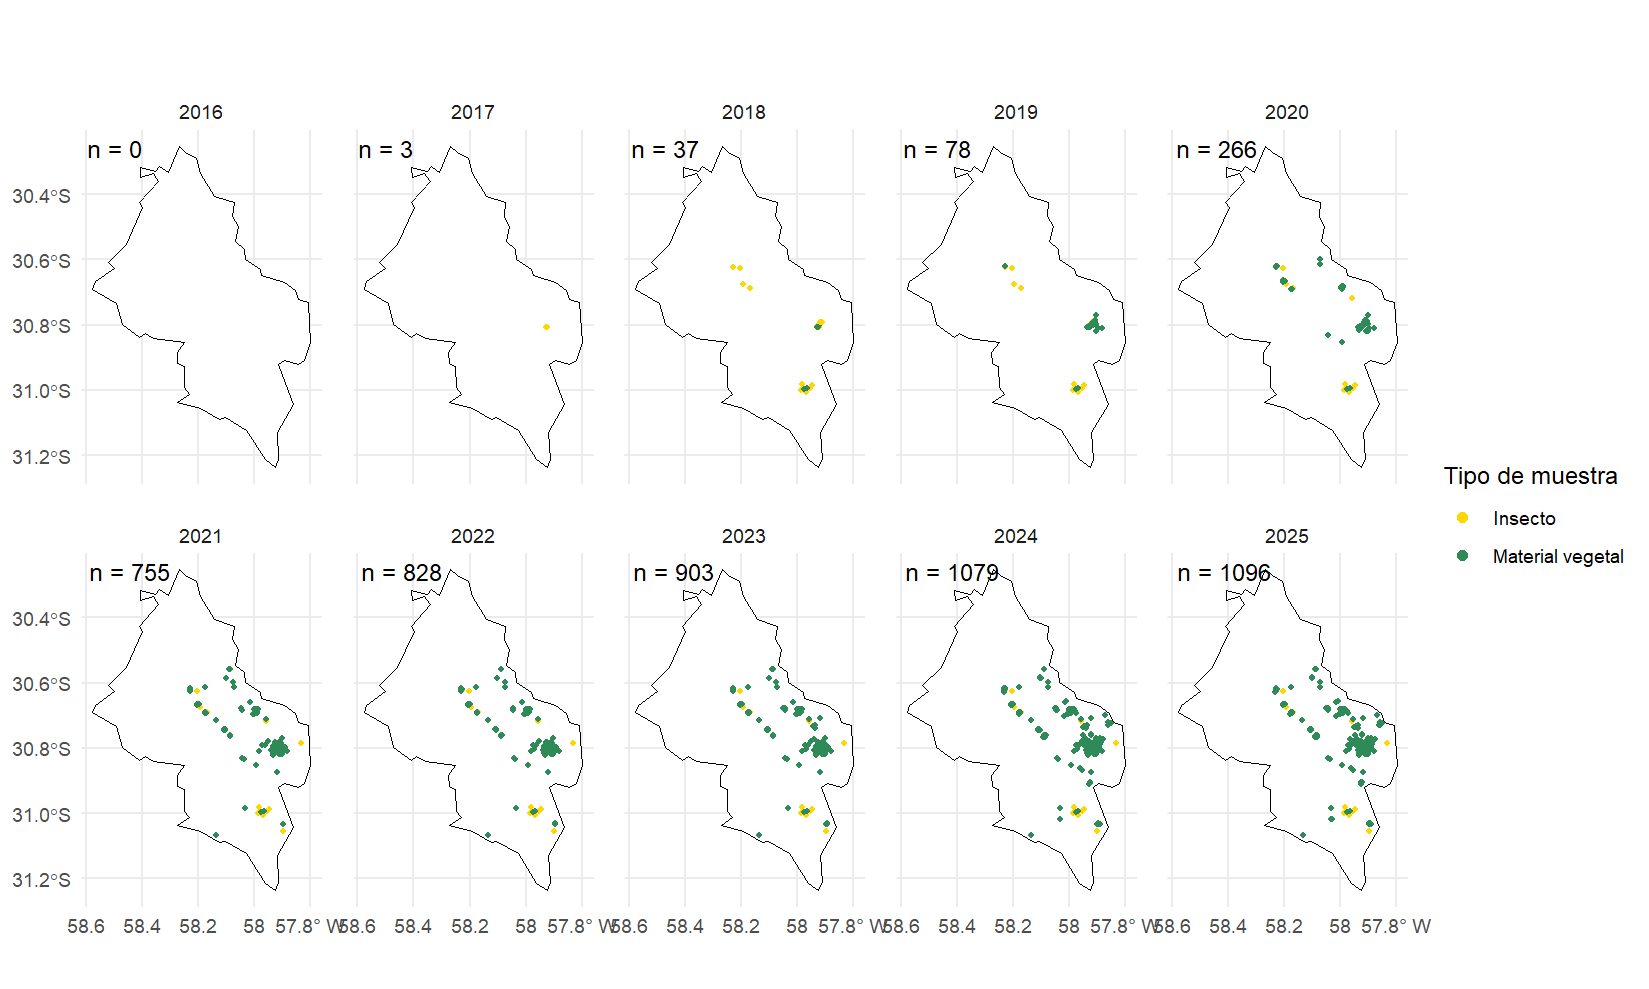 2016 2017 2018 2019 2020
n = 0 n = 3 n = 37 n = 78 n = 266
30.4°S
30.6°S
30.8°S
31.0°S
31.2°S
Tipo de muestra
Insecto
Material vegetal
2021 2022 2023 2024 2025
n = 755 n = 828 n = 903 n = 1079 n = 1096
30.4°S
30.6°S
30.8°S
31.0°S
31.2°S
58.6 58.4 58.2 58 57.8° W 58.6 58.4 58.2 58 57.8° W 58.6 58.4 58.2 58 57.8° W 58.6 58.4 58.2 58 57.8° W 58.6 58.4 58.2 58 57.8° W